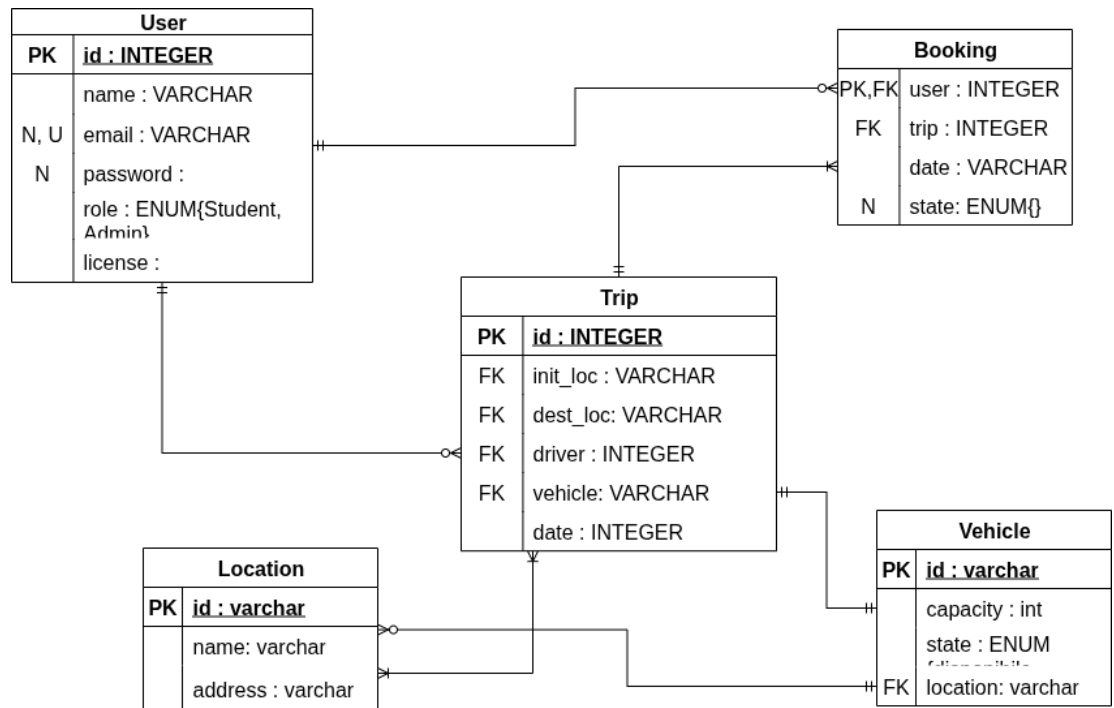 User
PK id : INTEGER
name : VARCHAR
N, U email : VARCHAR
N password :
role : ENUM{Student,
Admin}
license :
Booking
PK,FK user : INTEGER
FK trip : INTEGER
date : VARCHAR
N state: ENUM{}
Trip
PK id : INTEGER
FK init_loc : VARCHAR
FK dest_loc: VARCHAR
FK driver : INTEGER
FK vehicle: VARCHAR
date : INTEGER
Location
PK id : varchar
name: varchar
address : varchar
Vehicle
PK id : varchar
capacity : int
state : ENUM
FK location: varchar